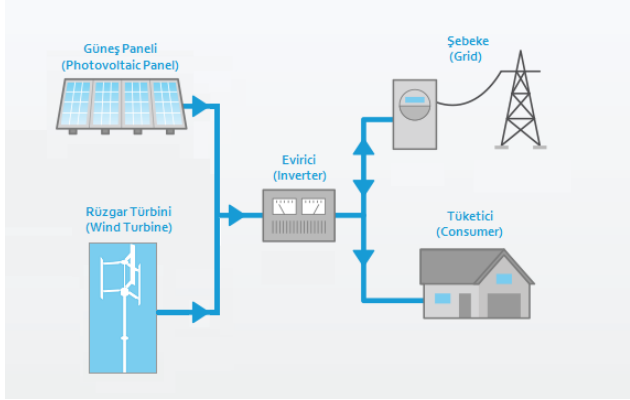 Güneş Paneli
(Photovoltaic Panel)
Şebeke
(Grid)
Evirici
(Inverter)
Rüzgar Türbini
(Wind Turbine)
Tüketici
(Consumer)